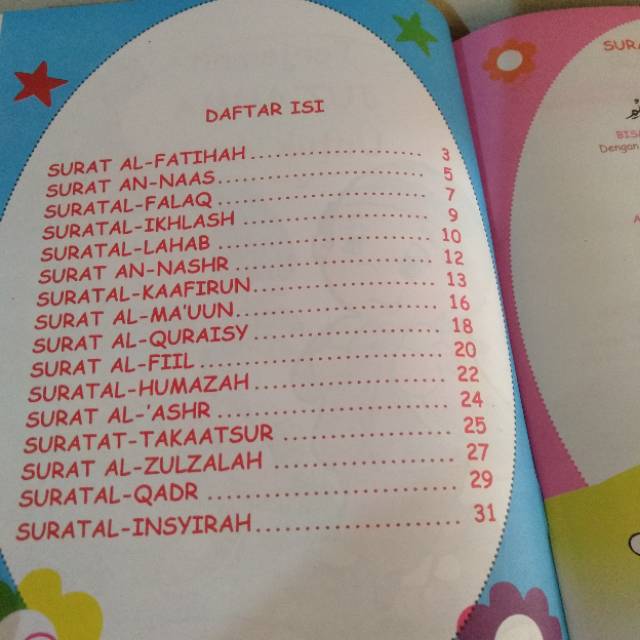 DAFTAR ISI
SURAT AL-FATIHAH ........................ 3
SURAT AN-NAAS ............................ 5
SURATAL-FALAQ ............................ 7
SURATAL-IKHLASH ........................ 9
SURATAL-LAHAB ............................ 10
SURAT AN-NASHR ........................ 12
SURATAL-KAAFIRUN ........................ 13
SURAT AL-MA'UUN ........................ 16
SURAT AL-QURAISY ........................ 18
SURAT AL-FIIL ............................ 20
SURATAL-HUMAZAH ........................ 22
SURAT AL-'ASHR ............................ 24
SURATAT-TAKAATSUR ........................ 25
SURAT AL-ZULZALAH ........................ 27
SURATAL-QADR ............................ 29
SURATAL-INSYIRAH ........................ 31
Dengan